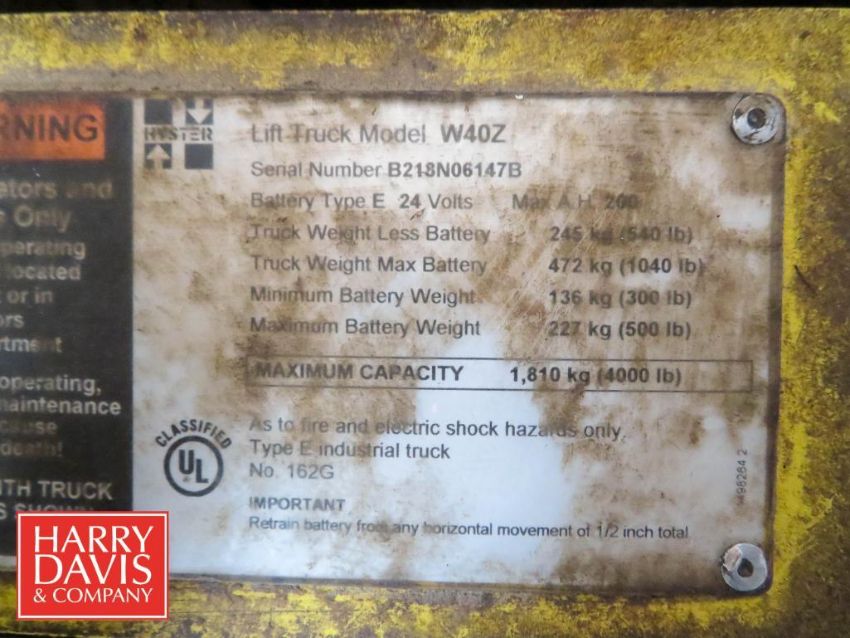 RNING
ators and
Only
perating
located
or in
ors
rtment
operating,
maintenance
cause
death!
ITH TRUCK
S SHOWN
HYSTER
Lift Truck Model W40Z
Serial Number B218N06147B
Battery Type E 24 Volts Max A.H. 200
Truck Weight Less Battery 245 kg (540 lb)
Truck Weight Max Battery 472 kg (1040 lb)
Minimum Battery Weight 136 kg (300 lb)
Maximum Battery Weight 227 kg (500 lb)
MAXIMUM CAPACITY 1,810 kg (4000 lb)
CLASSIFIED
UL
As to fire and electric shock hazards only
Type E industrial truck
No. 162G
IMPORTANT
Retrain battery from any horizontal movement of 1/2 inch total
HARRY
DAVIS
& COMPANY